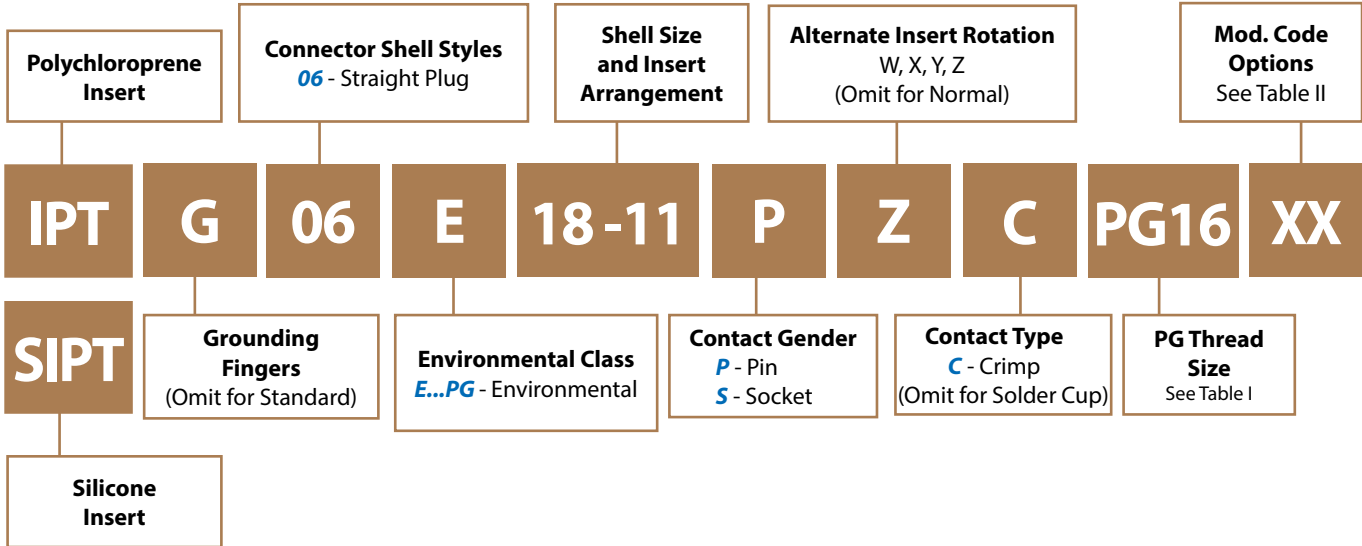 Polychloroprene
Insert
Connector Shell Styles
06 - Straight Plug
Shell Size
and Insert
Arrangement
Alternate Insert Rotation
W, X, Y, Z
(Omit for Normal)
Mod. Code
Options
See Table II
IPT G 06 E 18-11 P Z C PG16 XX
SIPT
Grounding
Fingers
(Omit for Standard)
Environmental Class
E...PG - Environmental
Contact Gender
P - Pin
S - Socket
Contact Type
C - Crimp
(Omit for Solder Cup)
PG Thread
Size
See Table I
Silicone
Insert